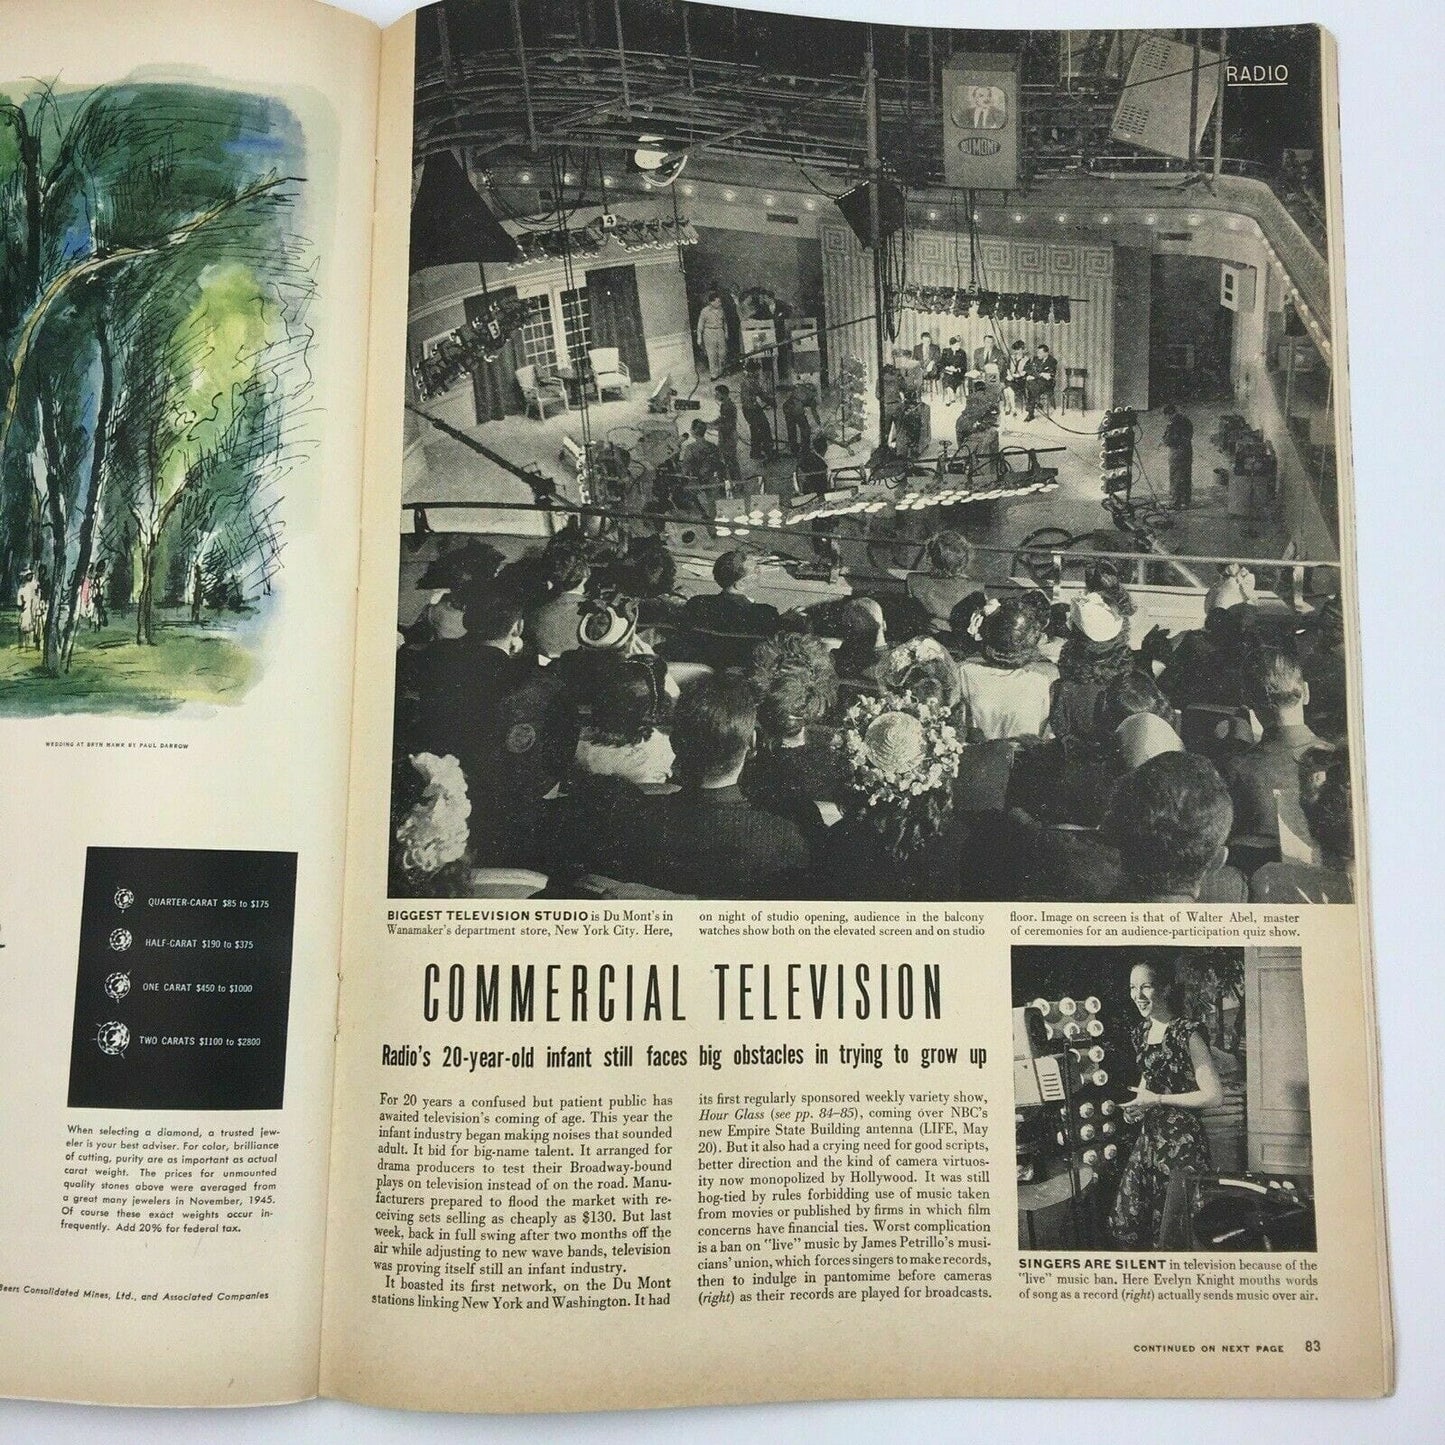 WEDDING AT BRYN MAWR BY PAUL DARROW
QUARTER-CARAT $85 to $175
HALF-CARAT $190 to $375
ONE CARAT $450 to $1000
TWO CARATS $1100 to $2800
When selecting a diamond, a trusted jew-
eler is your best adviser. For color, brilliance
of cutting, purity are as important as actual
carat weight. The prices for unmounted
quality stones above were averaged from
a great many jewelers in November, 1945.
Of course these exact weights occur in-
frequently. Add 20% for federal tax.
Beers Consolidated Mines, Ltd., and Associated Companies
RADIO
DUMONT
4
3
BIGGEST TELEVISION STUDIO is Du Mont's in
Wanamaker's department store, New York City. Here,
on night of studio opening, audience in the balcony
watches show both on the elevated screen and on studio
floor. Image on screen is that of Walter Abel, master
of ceremonies for an audience-participation quiz show.
COMMERCIAL TELEVISION
Radio's 20-year-old infant still faces big obstacles in trying to grow up
For 20 years a confused but patient public has
awaited television's coming of age. This year the
infant industry began making noises that sounded
adult. It bid for big-name talent. It arranged for
drama producers to test their Broadway-bound
plays on television instead of on the road. Manu-
facturers prepared to flood the market with re-
ceiving sets selling as cheaply as $130. But last
week, back in full swing after two months off the
air while adjusting to new wave bands, television
was proving itself still an infant industry.
It boasted its first network, on the Du Mont
stations linking New York and Washington. It had
its first regularly sponsored weekly variety show,
Hour Glass (see pp. 84–85), coming over NBC's
new Empire State Building antenna (LIFE, May
20). But it also had a crying need for good scripts,
better direction and the kind of camera virtuos-
ity now monopolized by Hollywood. It was still
hog-tied by rules forbidding use of music taken
from movies or published by firms in which film
concerns have financial ties. Worst complication
is a ban on "live" music by James Petrillo's musi-
cians' union, which forces singers to make records,
then to indulge in pantomime before cameras
(right) as their records are played for broadcasts.
SINGERS ARE SILENT in television because of the
"live" music ban. Here Evelyn Knight mouths words
of song as a record (right) actually sends music over air.
CONTINUED ON NEXT PAGE 83